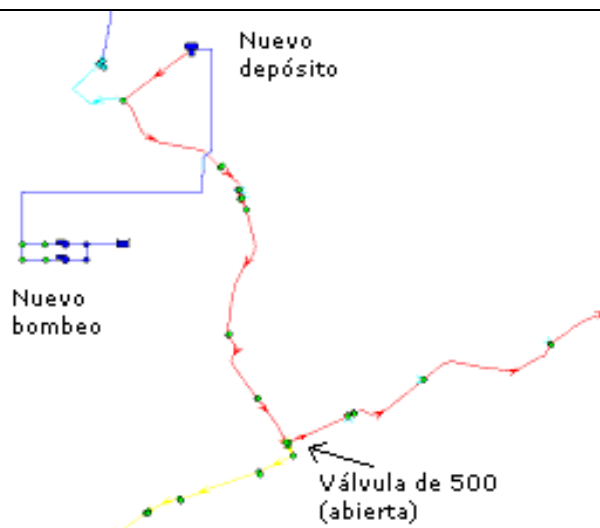 Nuevo
depósito
Nuevo
bombeo
Válvula de 500
(abierta)